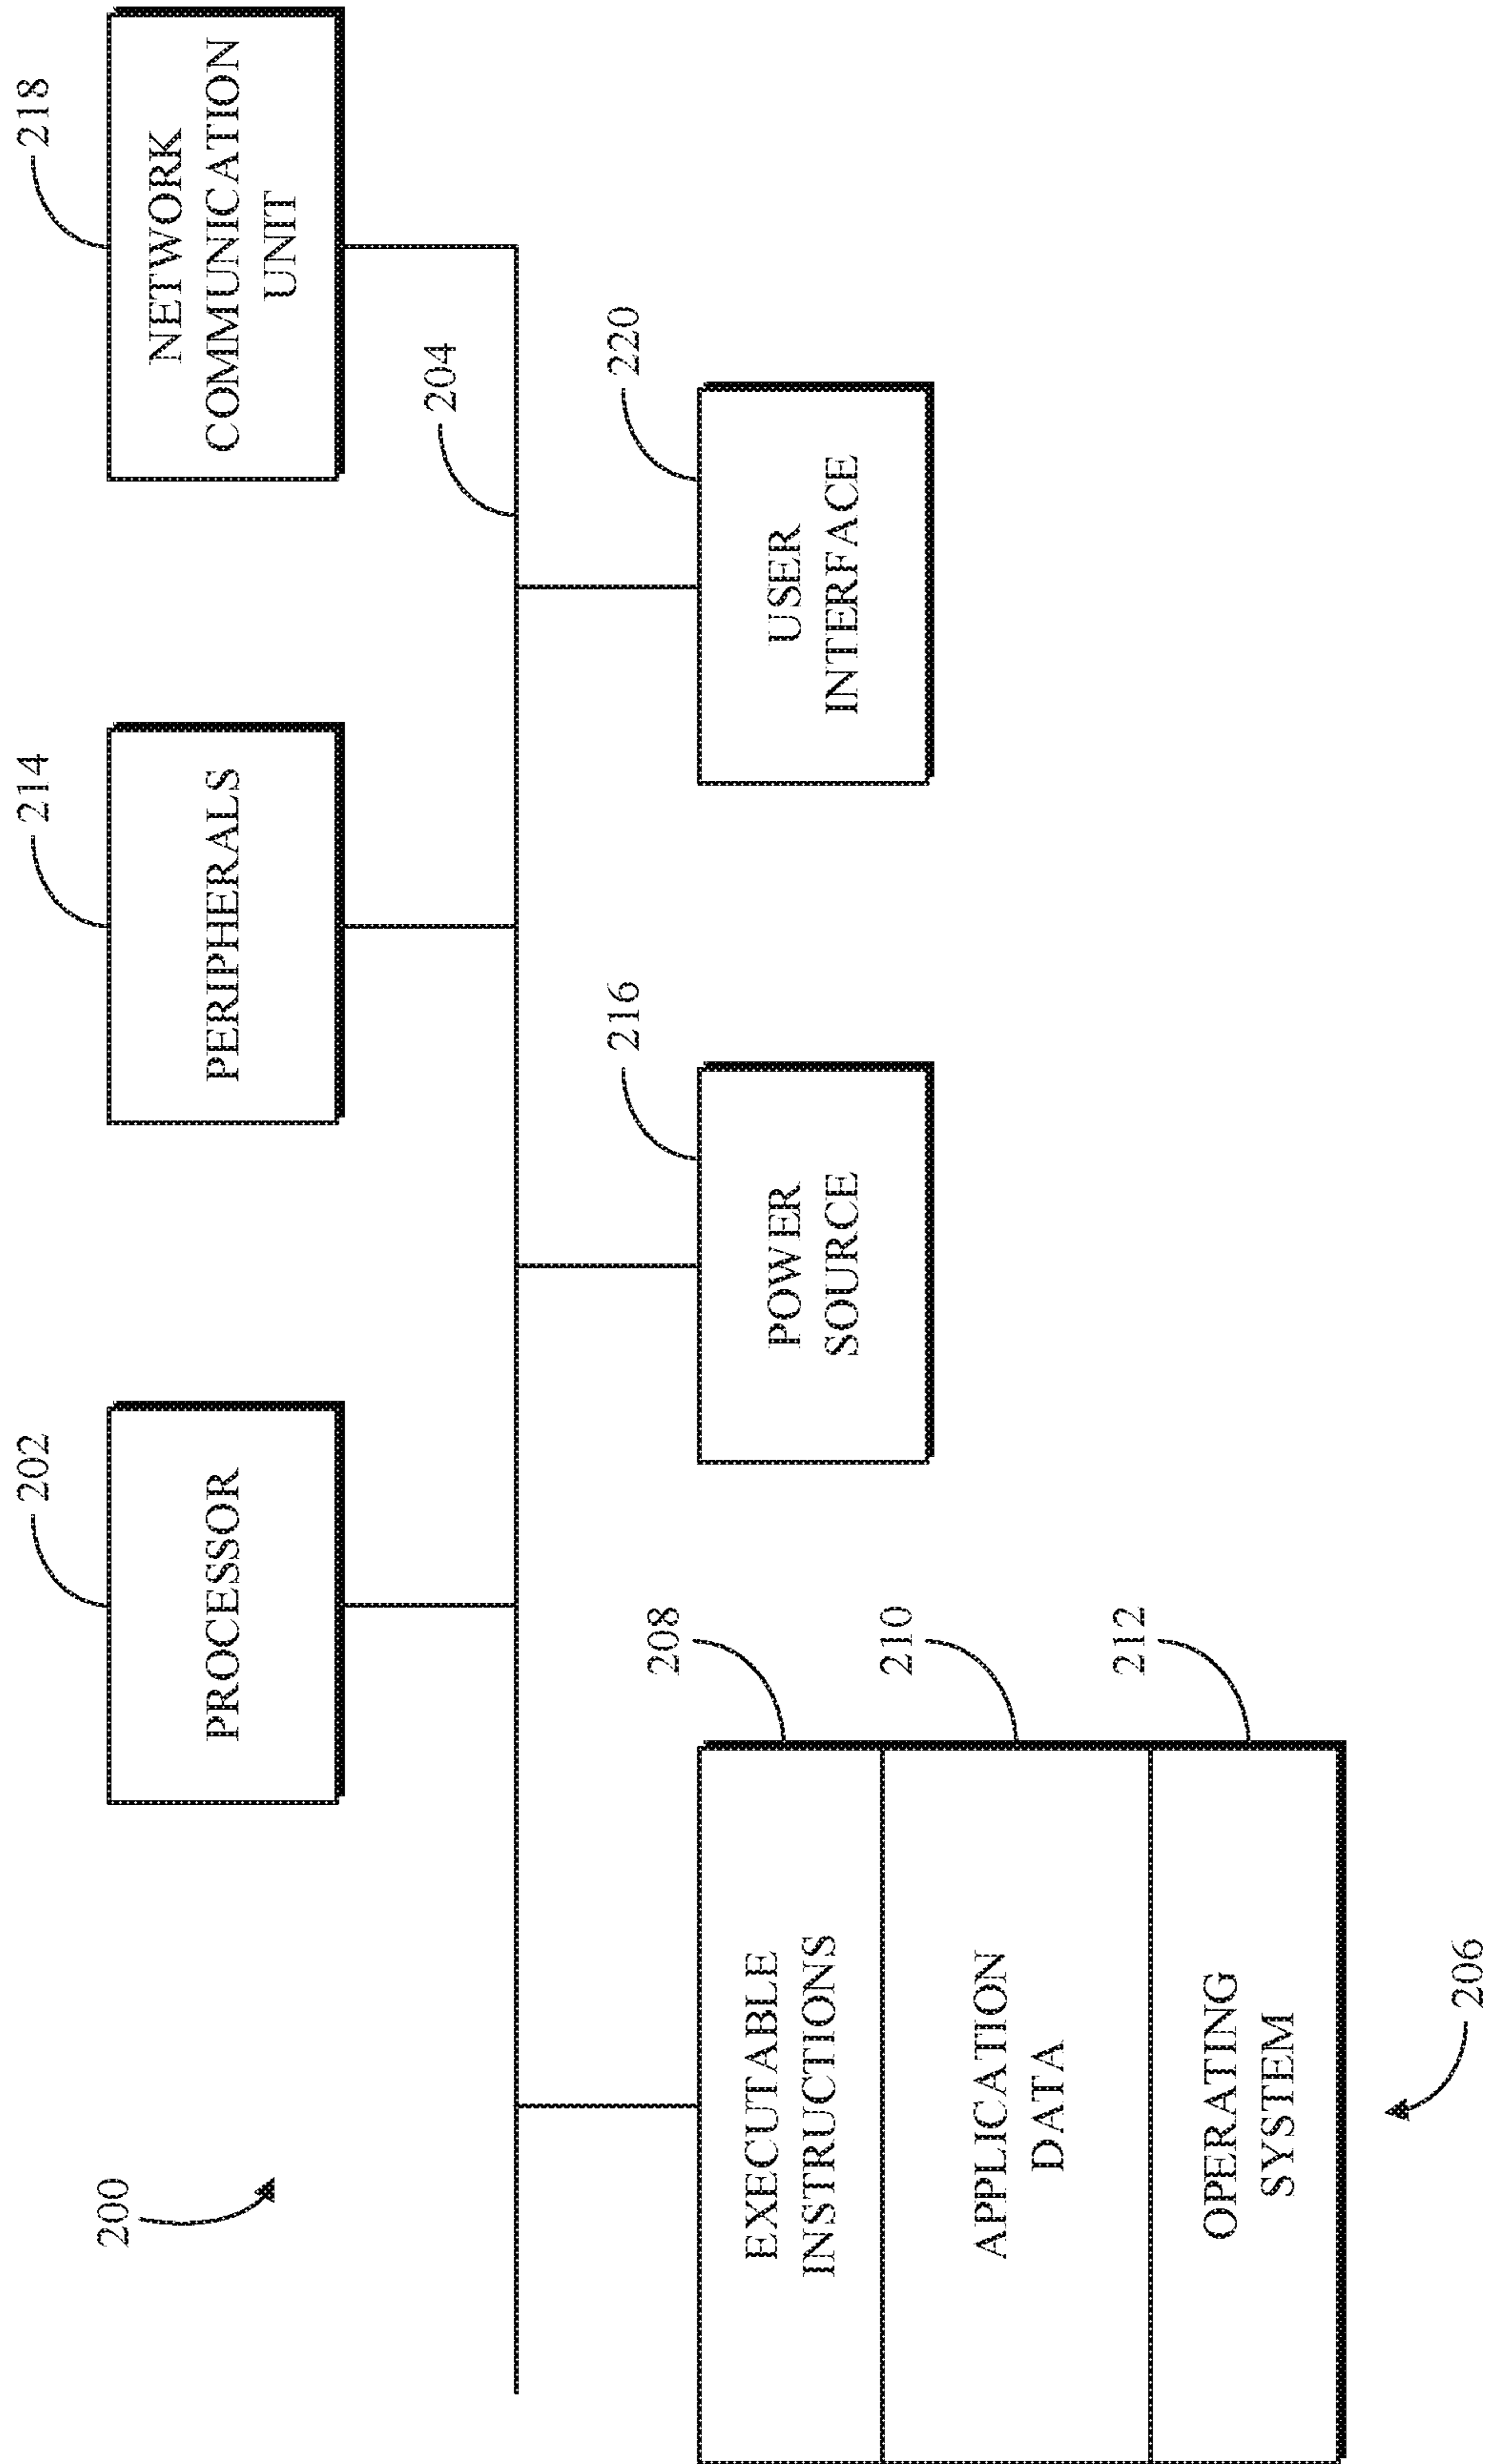 200
202
PROCESSOR
214
PERIPHERALS
218
NETWORK
COMMUNICATION
UNIT
204
208
EXECUTABLE
INSTRUCTIONS
210
APPLICATION
DATA
212
OPERATING
SYSTEM
206
216
POWER
SOURCE
220
USER
INTERFACE